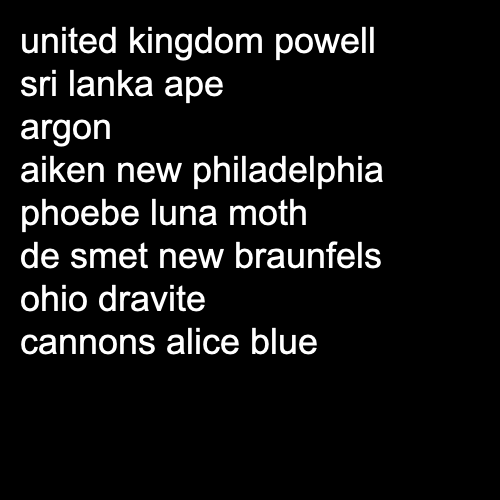 united kingdom powell
sri lanka ape
argon
aiken new philadelphia
phoebe luna moth
de smet new braunfels
ohio dravite
cannons alice blue